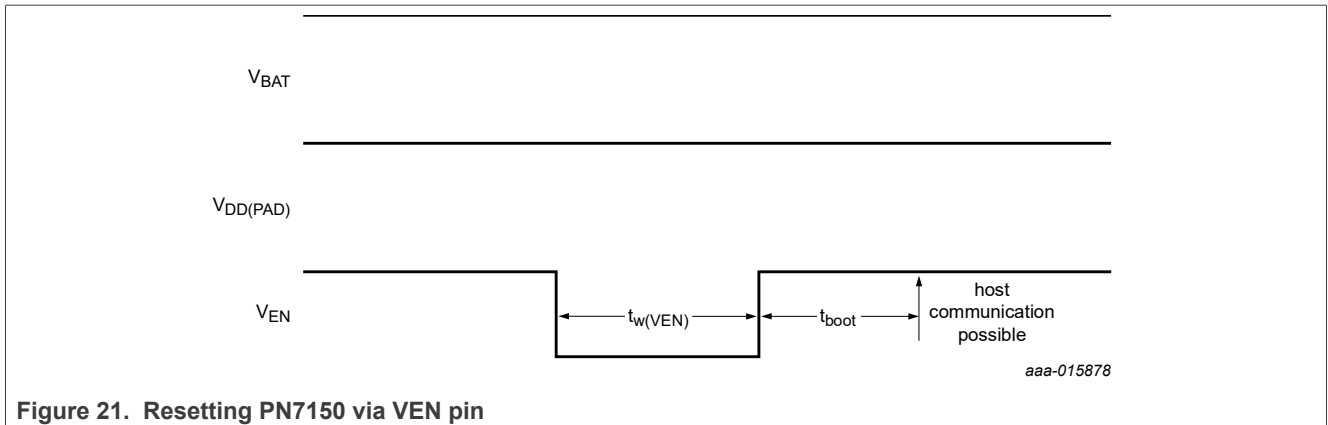 VBAT
VDD(PAD)
VEN
tw(VEN)
tboot
host
communication
possible
aaa-015878
Figure 21. Resetting PN7150 via VEN pin